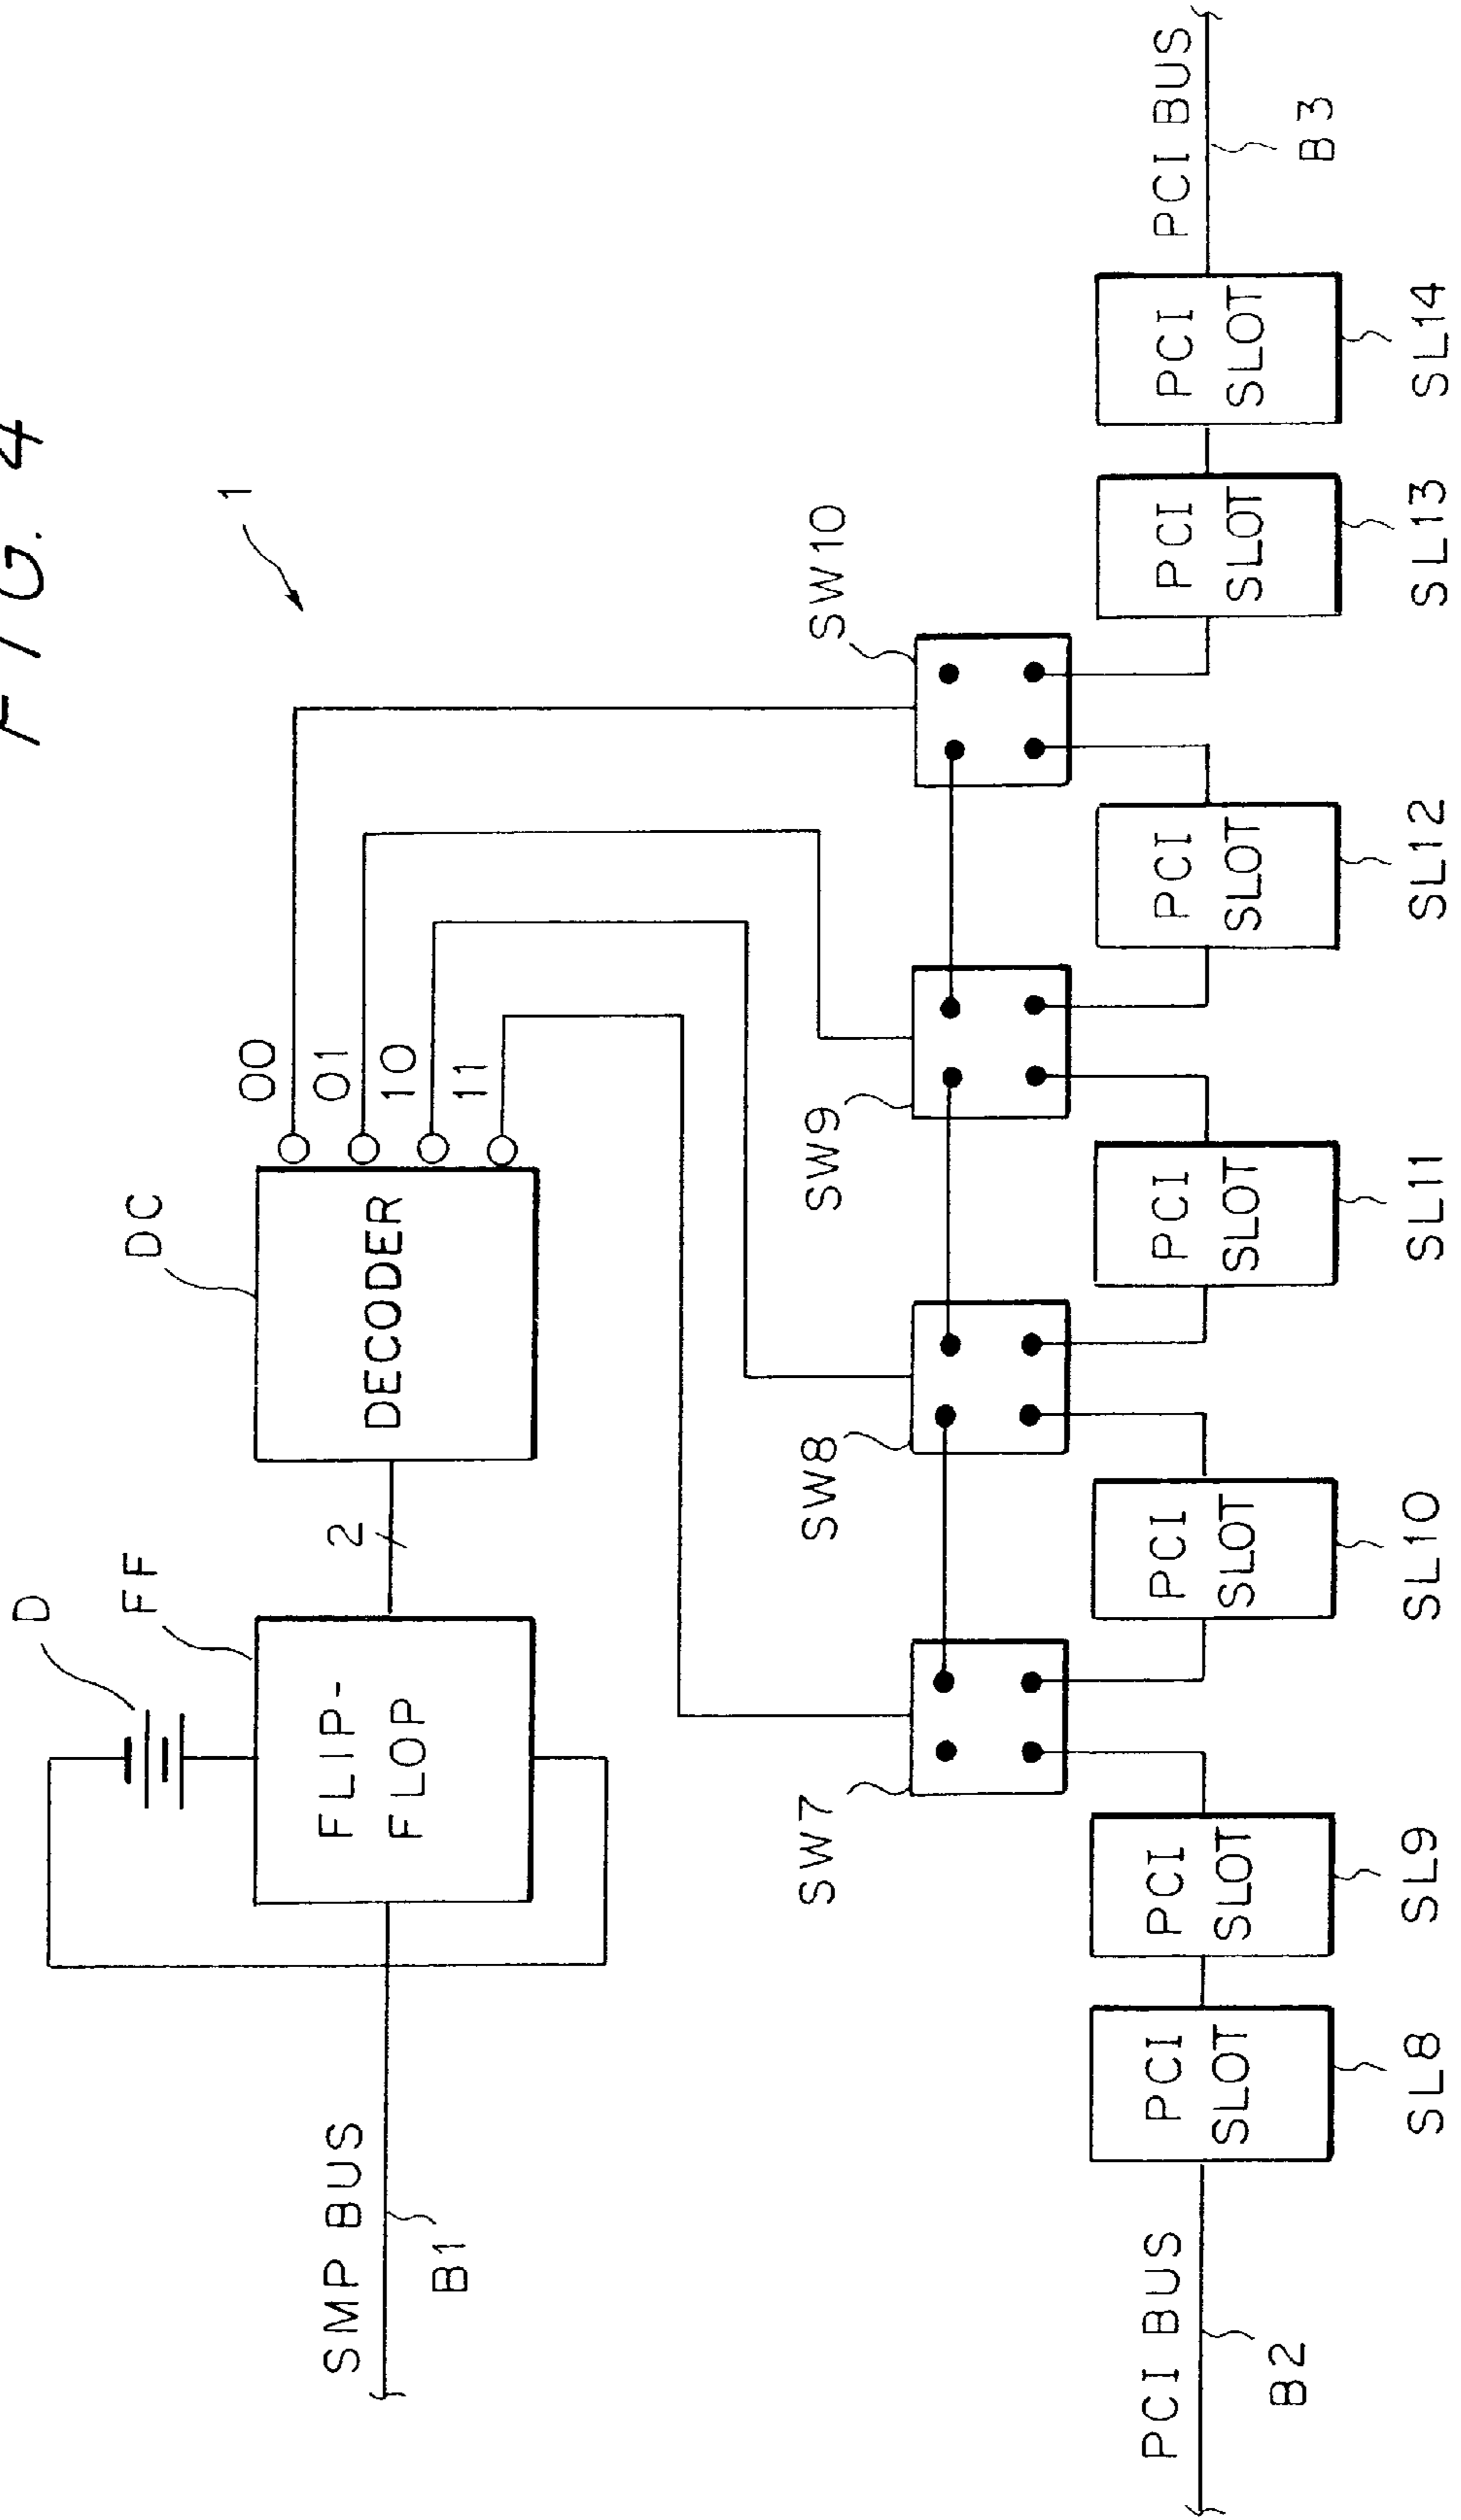 FIG. 4
1
D
FF
DC
SMP BUS
B1
FLIP-
FLOP
2
DECODER
00
01
10
11
SW7
SW8
SW9
SW10
PCI BUS
B2
PCI
SLOT
SL8
PCI
SLOT
SL9
PCI
SLOT
SL10
PCI
SLOT
SL11
PCI
SLOT
SL12
PCI
SLOT
SL13
PCI
SLOT
SL14
PCI BUS
B3